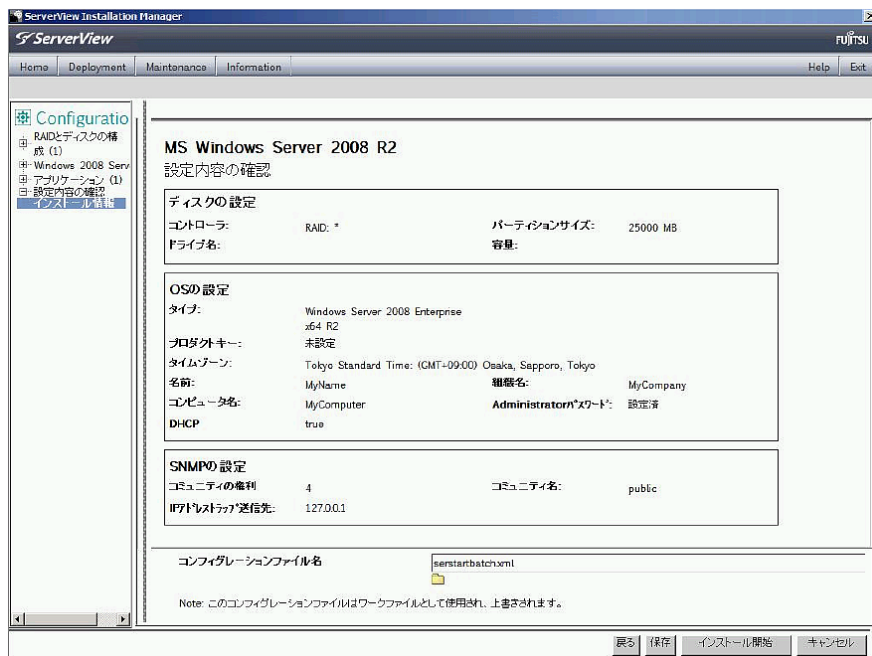 ServerView Installation Manager
ServerView
FUJITSU
Home Deployment Maintenance Information Help Exit
Configuratio
RAIDとディスクの構
成 (1)
Windows 2008 Serv
アプリケーション (1)
設定内容の確認
インストール情報
MS Windows Server 2008 R2
設定内容の確認
ディスクの設定
コントローラ: RAID: * パーティションサイズ: 25000 MB
ドライブ名: 容量:
OSの設定
タイプ: Windows Server 2008 Enterprise
x64 R2
プロダクトキー: 未設定
タイムゾーン: Tokyo Standard Time: (GMT+09:00) Osaka, Sapporo, Tokyo
名前: MyName 組織名: MyCompany
コンピュータ名: MyComputer Administratorパスワード: 設定済
DHCP true
SNMPの設定
コミュニティの権利 4 コミュニティ名: public
IPアドレストラップ送信先: 127.0.0.1
コンフィグレーションファイル名 serstartbatch.xml
Note: このコンフィグレーションファイルはワークファイルとして使用され、上書きされます。
戻る 保存 インストール開始 キャンセル